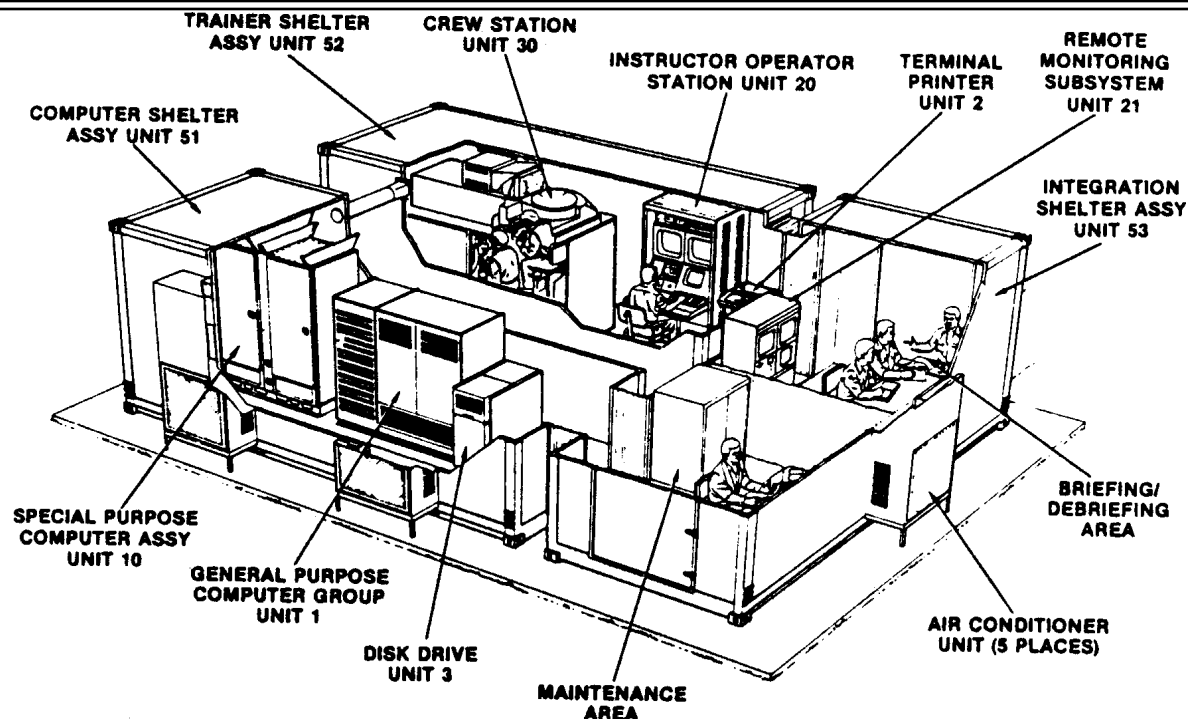 TRAINER SHELTER
ASSY UNIT 52
CREW STATION
UNIT 30
INSTRUCTOR OPERATOR
STATION UNIT 20
TERMINAL
PRINTER
UNIT 2
REMOTE
MONITORING
SUBSYSTEM
UNIT 21
COMPUTER SHELTER
ASSY UNIT 51
INTEGRATION
SHELTER ASSY
UNIT 53
SPECIAL PURPOSE
COMPUTER ASSY
UNIT 10
GENERAL PURPOSE
COMPUTER GROUP
UNIT 1
DISK DRIVE
UNIT 3
MAINTENANCE
AREA
AIR CONDITIONER
UNIT (5 PLACES)
BRIEFING/
DEBRIEFING
AREA